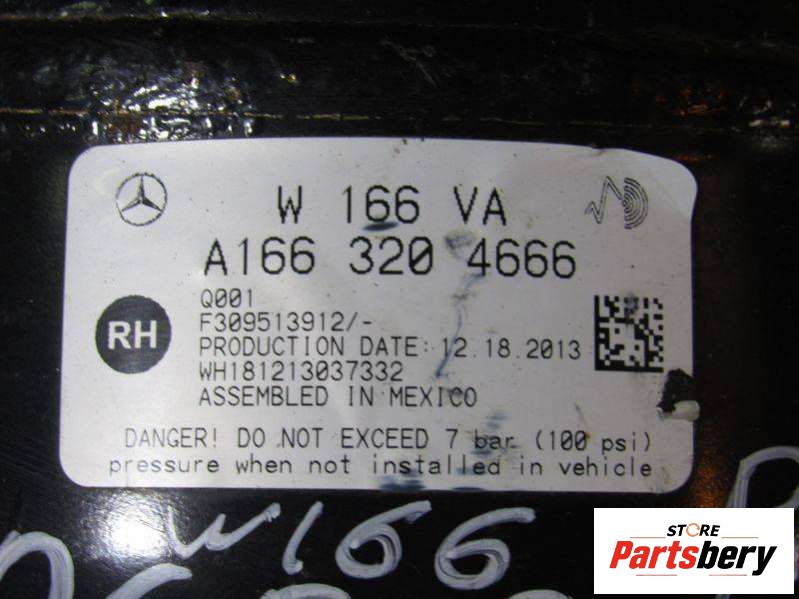 W 166 VA
A166 320 4666
RH
Q001
F309513912/-
PRODUCTION DATE: 12.18.2013
WH181213037332
ASSEMBLED IN MEXICO
DANGER! DO NOT EXCEED 7 bar (100 psi)
pressure when not installed in vehicle
W166
STORE
Partsbery